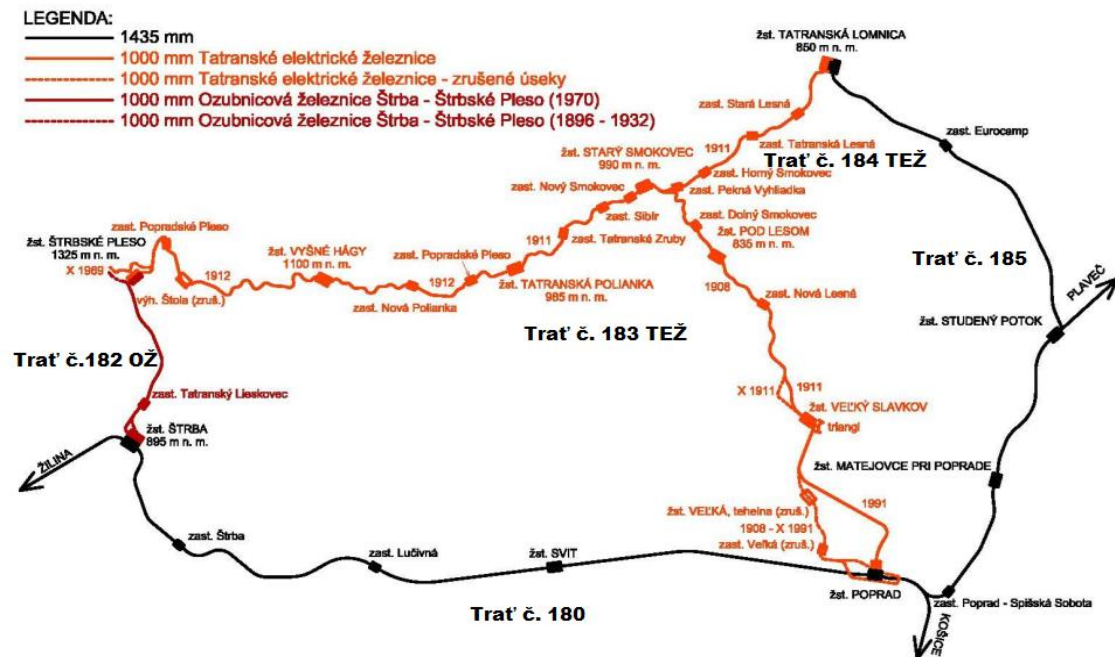 LEGENDA:
1435 mm
1000 mm Tatranské elektrické železnice
1000 mm Tatranské elektrické železnice - zrušené úseky
1000 mm Ozubnicová železnice Štrba - Štrbské Pleso (1970)
1000 mm Ozubnicová železnice Štrba - Štrbské Pleso (1896 - 1932)
žst. TATRANSKÁ LOMNICA
850 m n. m.
zast. Stará Lesná
zast. Eurocamp
1911
zast. Tatranská Lesná
žst. STARÝ SMOKOVEC
990 m n. m.
Trať č. 184 TEŽ
zast. Horný Smokovec
zast. Nový Smokovec
zast. Pekná Vyhliadka
zast. Sibír
zast. Dolný Smokovec
zast. Popradské Pleso
žst. POD LESOM
835 m n. m.
žst. ŠTRBSKÉ PLESO
1325 m n. m.
žst. VYŠNÉ HÁGY
1100 m n. m.
1911
zast. Tatranské Zruby
zast. Popradské Pleso
Trať č. 185
X 1969
1912
1912
žst. TATRANSKÁ POLIANKA
985 m n. m.
1908
PLAVEČ
výh. Štola (zruš.)
zast. Nová Polianka
zast. Nová Lesná
žst. STUDENÝ POTOK
Trať č. 183 TEŽ
Trať č.182 OŽ
zast. Tatranský Lieskovec
X 1911
1911
žst. VEĽKÝ SLAVKOV
triangl
žst. ŠTRBA
895 m n. m.
ŽILINA
žst. MATEJOVCE PRI POPRADE
žst. VEĽKÁ, tehelna (zruš.)
1991
1908 - X 1991
zast. Veľká (zruš.)
zast. Štrba
zast. Lučivná
žst. SVIT
žst. POPRAD
zast. Poprad - Spišská Sobota
Trať č. 180
KOŠICE